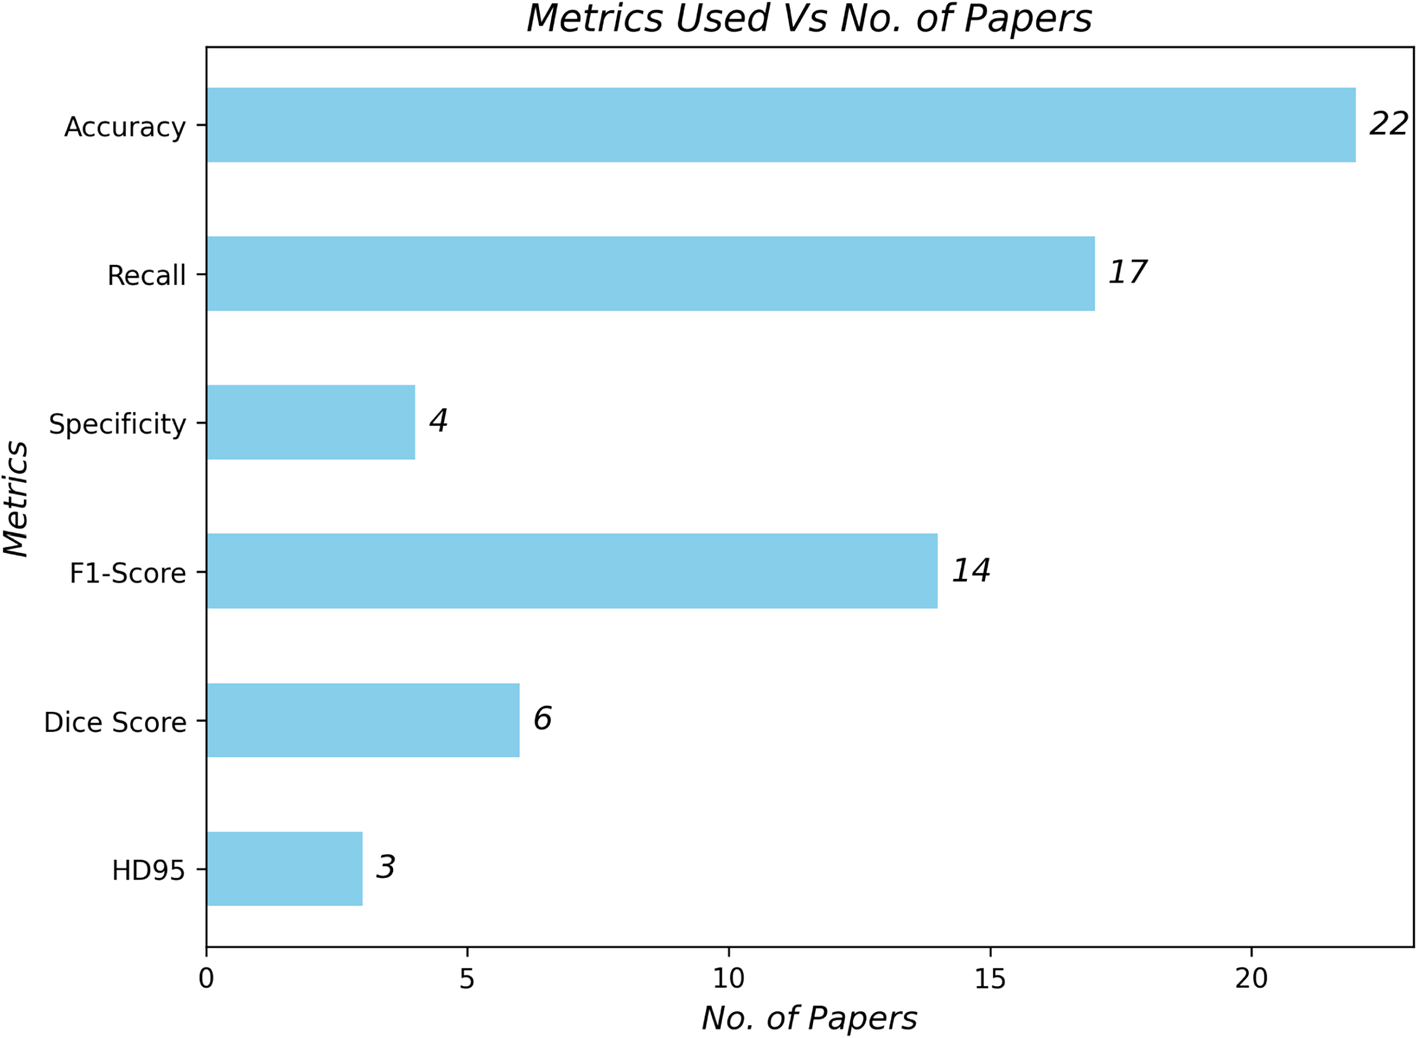 Metrics Used Vs No. of Papers
Metrics
Accuracy 22
Recall 17
Specificity 4
F1-Score 14
Dice Score 6
HD95 3
0 5 10 15 20
No. of Papers